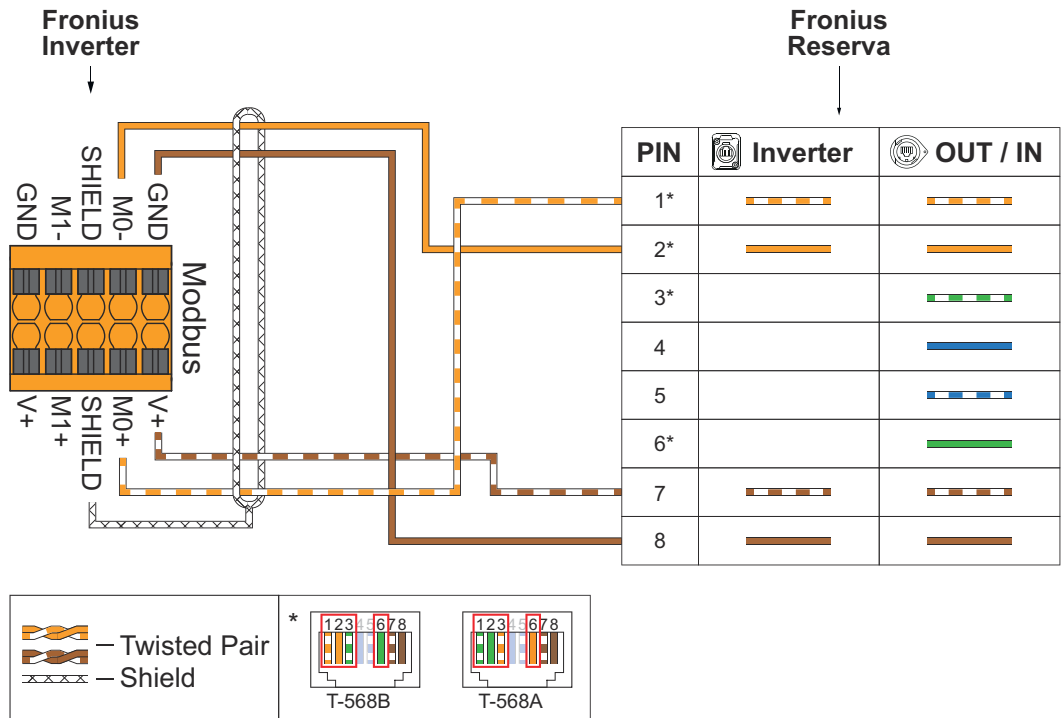 Fronius
Inverter
Fronius
Reserva
GND
M1-
SHIELD
M0-
GND
Modbus
V+
M1+
SHIELD
M0+
V+
PIN Inverter OUT / IN
1*
2*
3*
4
5
6*
7
8
Twisted Pair
Shield
*
12345678
T-568B
12345678
T-568A